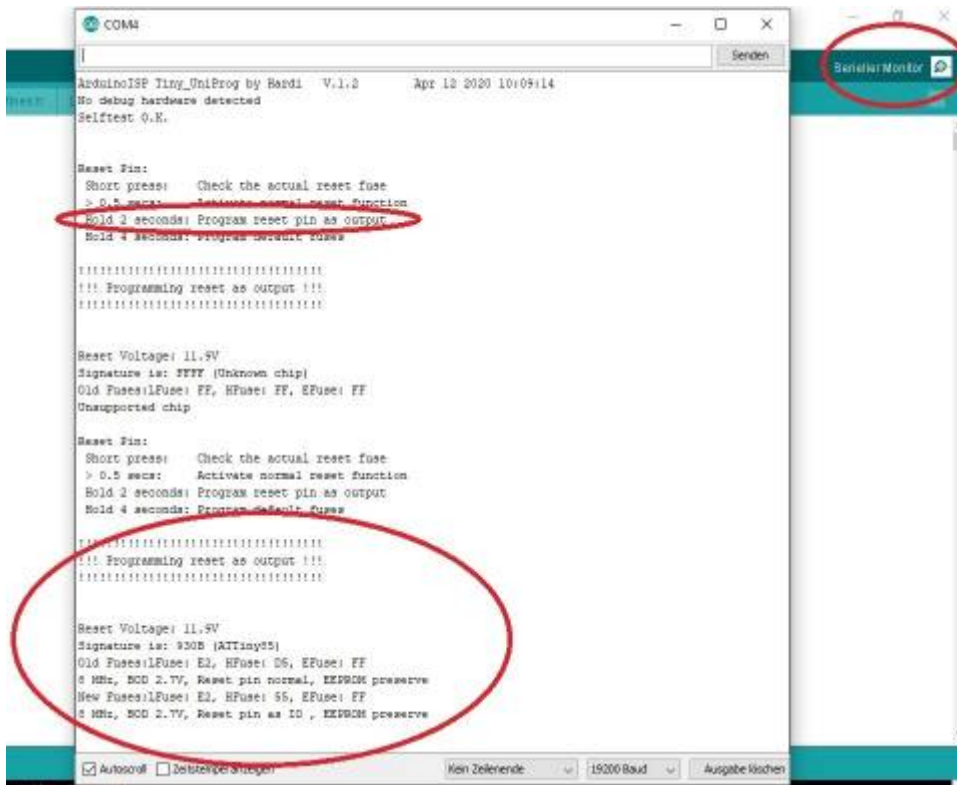 COM4
Senden
Serieller Monitor
ArduinoISP Tiny_UniProg by Hardi V.1.2 Apr 12 2020 10:09:14
No debug hardware detected
Selftest O.K.
Reset Pin:
Short press: Check the actual reset fuse
> 0.5 secs: Activate normal reset function
Hold 2 seconds: Program reset pin as output
Hold 4 seconds: Program default fuses
!!!!!!!!!!!!!!!!!!!!!!!!!!!!!!!!!!!
!!! Programming reset as output !!!
!!!!!!!!!!!!!!!!!!!!!!!!!!!!!!!!!!!
Reset Voltage: 11.9V
Signature is: FFFF (Unknown chip)
Old Fuses:LFuse: FF, HFuse: FF, EFuse: FF
Unsupported chip
Reset Pin:
Short press: Check the actual reset fuse
> 0.5 secs: Activate normal reset function
Hold 2 seconds: Program reset pin as output
Hold 4 seconds: Program default fuses
!!!!!!!!!!!!!!!!!!!!!!!!!!!!!!!!!!!
!!! Programming reset as output !!!
!!!!!!!!!!!!!!!!!!!!!!!!!!!!!!!!!!!
Reset Voltage: 11.9V
Signature is: 930B (ATTiny85)
Old Fuses:LFuse: E2, HFuse: D5, EFuse: FF
8 MHz, BOD 2.7V, Reset pin normal, EEPROM preserve
New Fuses:LFuse: E2, HFuse: 55, EFuse: FF
8 MHz, BOD 2.7V, Reset pin as IO , EEPROM preserve
Autoscroll Zeitstempel anzeigen Kein Zeilenende 19200 Baud Ausgabe löschen